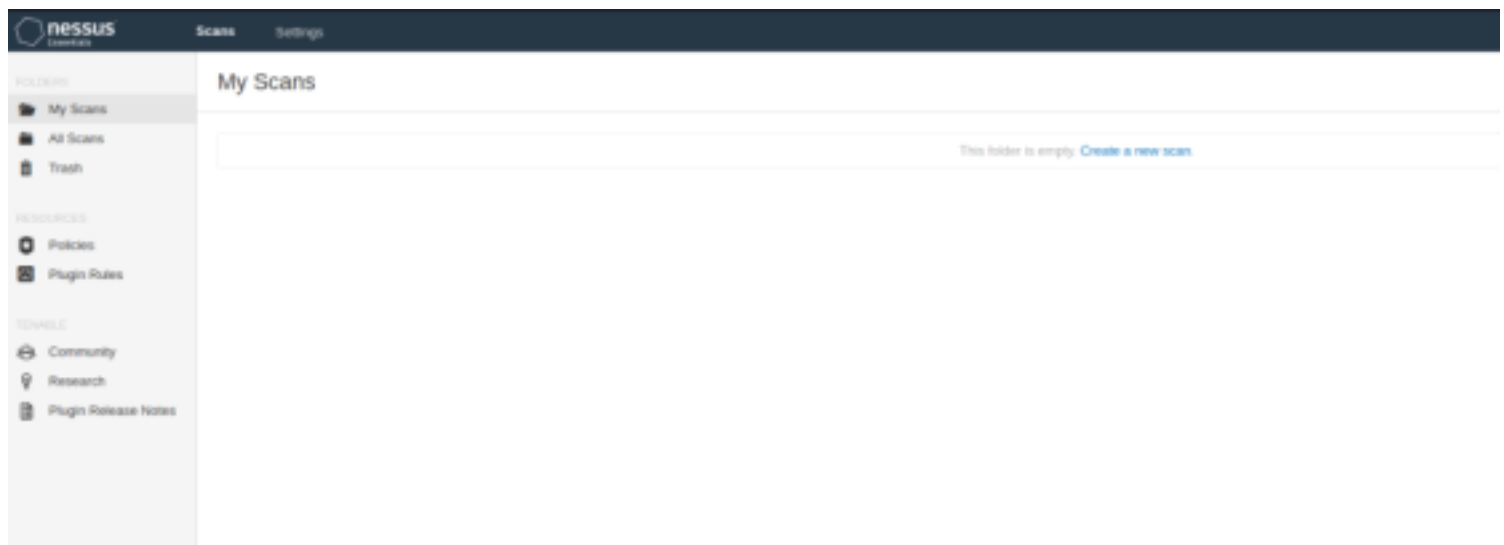 nessus
Essentials
Scans
Settings
FOLDERS
My Scans
All Scans
Trash
RESOURCES
Policies
Plugin Rules
TENABLE
Community
Research
Plugin Release Notes
My Scans
This folder is empty. Create a new scan.